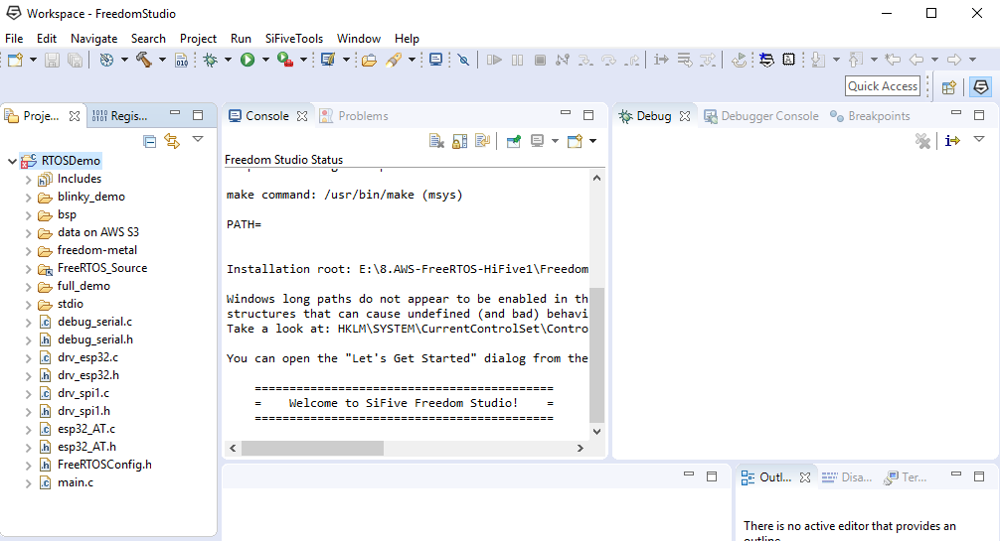 Workspace - FreedomStudio
File Edit Navigate Search Project Run SiFiveTools Window Help
Quick Access
Proje... Regis...
Console Problems
Debug Debugger Console Breakpoints
Freedom Studio Status
RTOSDemo
Includes
blinky_demo
bsp
data on AWS S3
freedom-metal
FreeRTOS_Source
full_demo
stdio
debug_serial.c
debug_serial.h
drv_esp32.c
drv_esp32.h
drv_spi1.c
drv_spi1.h
esp32_AT.c
esp32_AT.h
FreeRTOSConfig.h
main.c
make command: /usr/bin/make (msys)
PATH=
Installation root: E:\8.AWS-FreeRTOS-HiFive1\Freedom
Windows long paths do not appear to be enabled in th
structures that can cause undefined (and bad) behavi
Take a look at: HKLM\SYSTEM\CurrentControlSet\Contro
You can open the "Let's Get Started" dialog from the
===========================================
= Welcome to SiFive Freedom Studio! =
===========================================
Outl... Disa... Ter...
There is no active editor that provides an
outline.